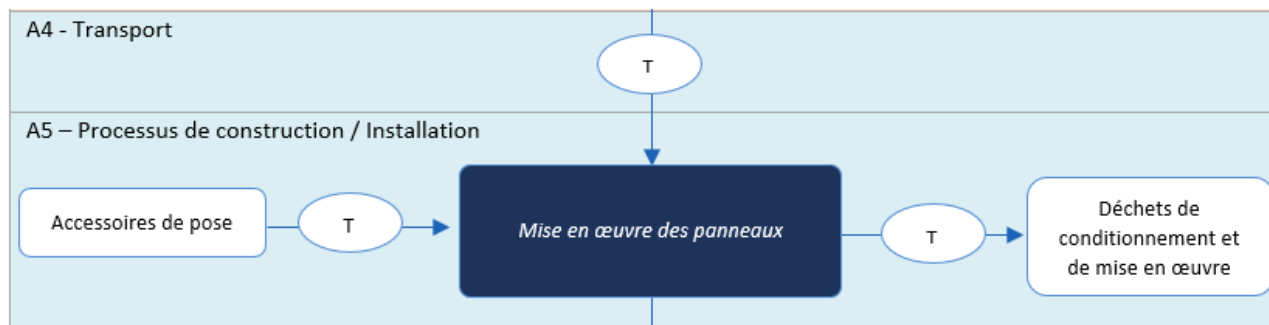 A4 - Transport
T
A5 – Processus de construction / Installation
Accessoires de pose
T
Mise en œuvre des panneaux
T
Déchets de
conditionnement et
de mise en œuvre